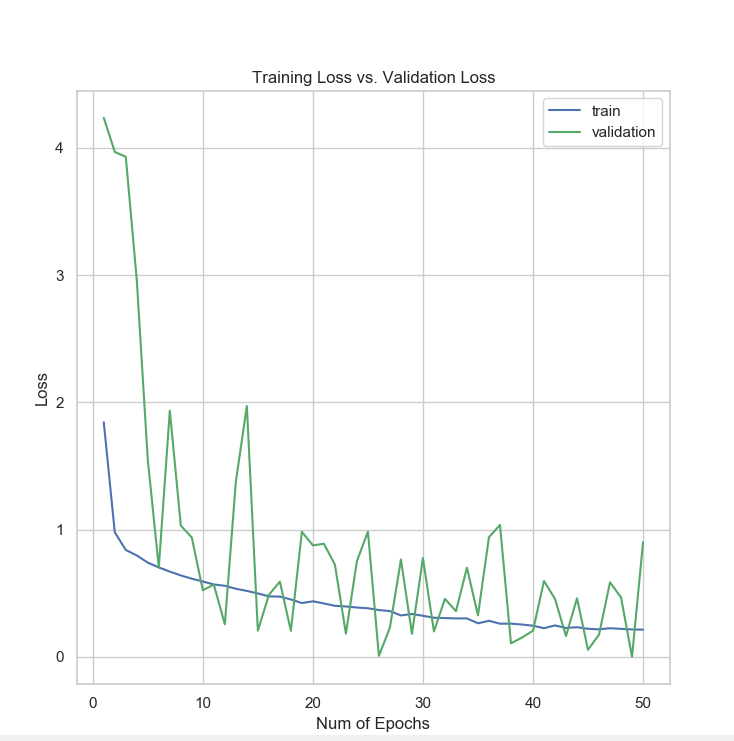 Training Loss vs. Validation Loss
train
validation
4
3
2
1
0
Loss
0 10 20 30 40 50
Num of Epochs